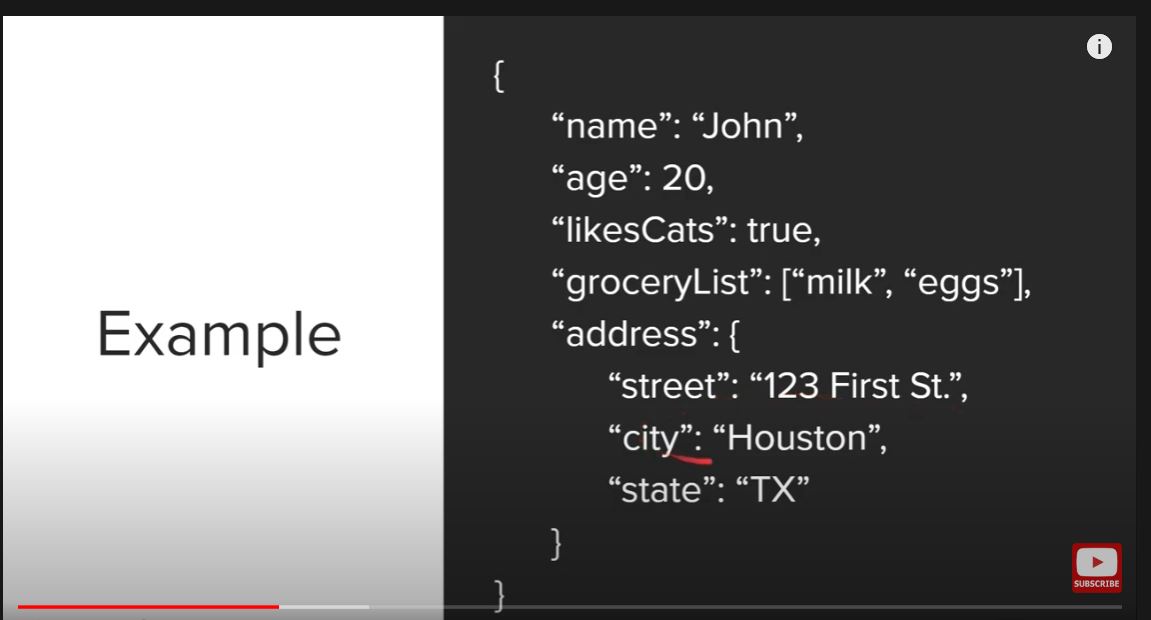 Example
{
“name”: “John”,
“age”: 20,
“likesCats”: true,
“groceryList”: [“milk”, “eggs”],
“address”: {
“street”: “123 First St.”,
“city”: “Houston”,
“state”: “TX”
}
}
i
SUBSCRIBE